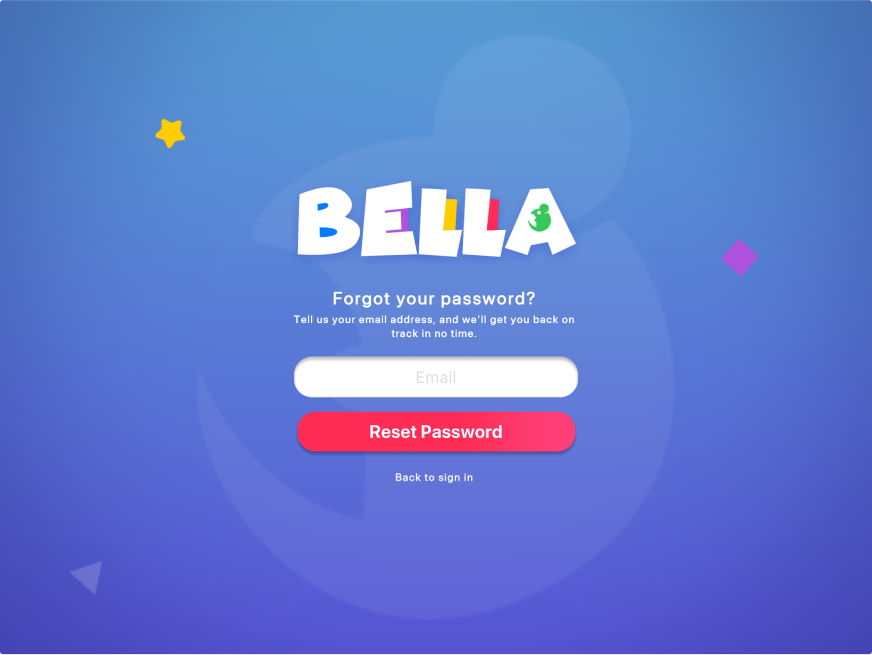 BELLA
Forgot your password?
Tell us your email address, and we'll get you back on
track in no time.
Email
Reset Password
Back to sign in